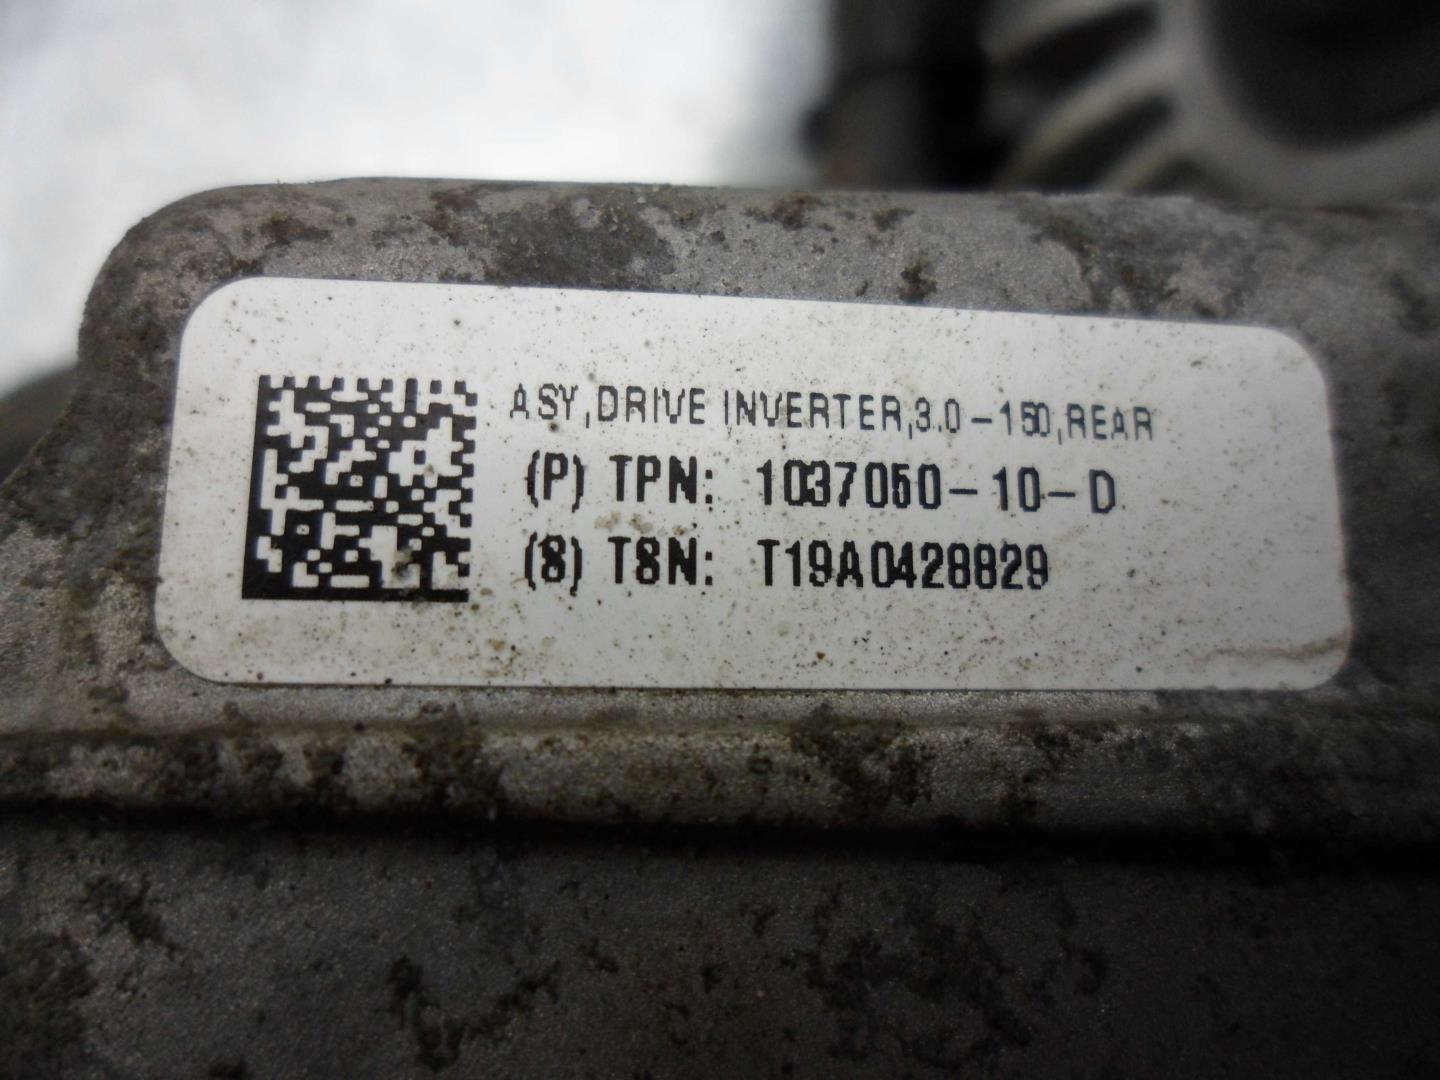 ASY,DRIVE INVERTER,3.0-150,REAR
(P) TPN: 1037050-10-D
(S) TSN: T19A0428829